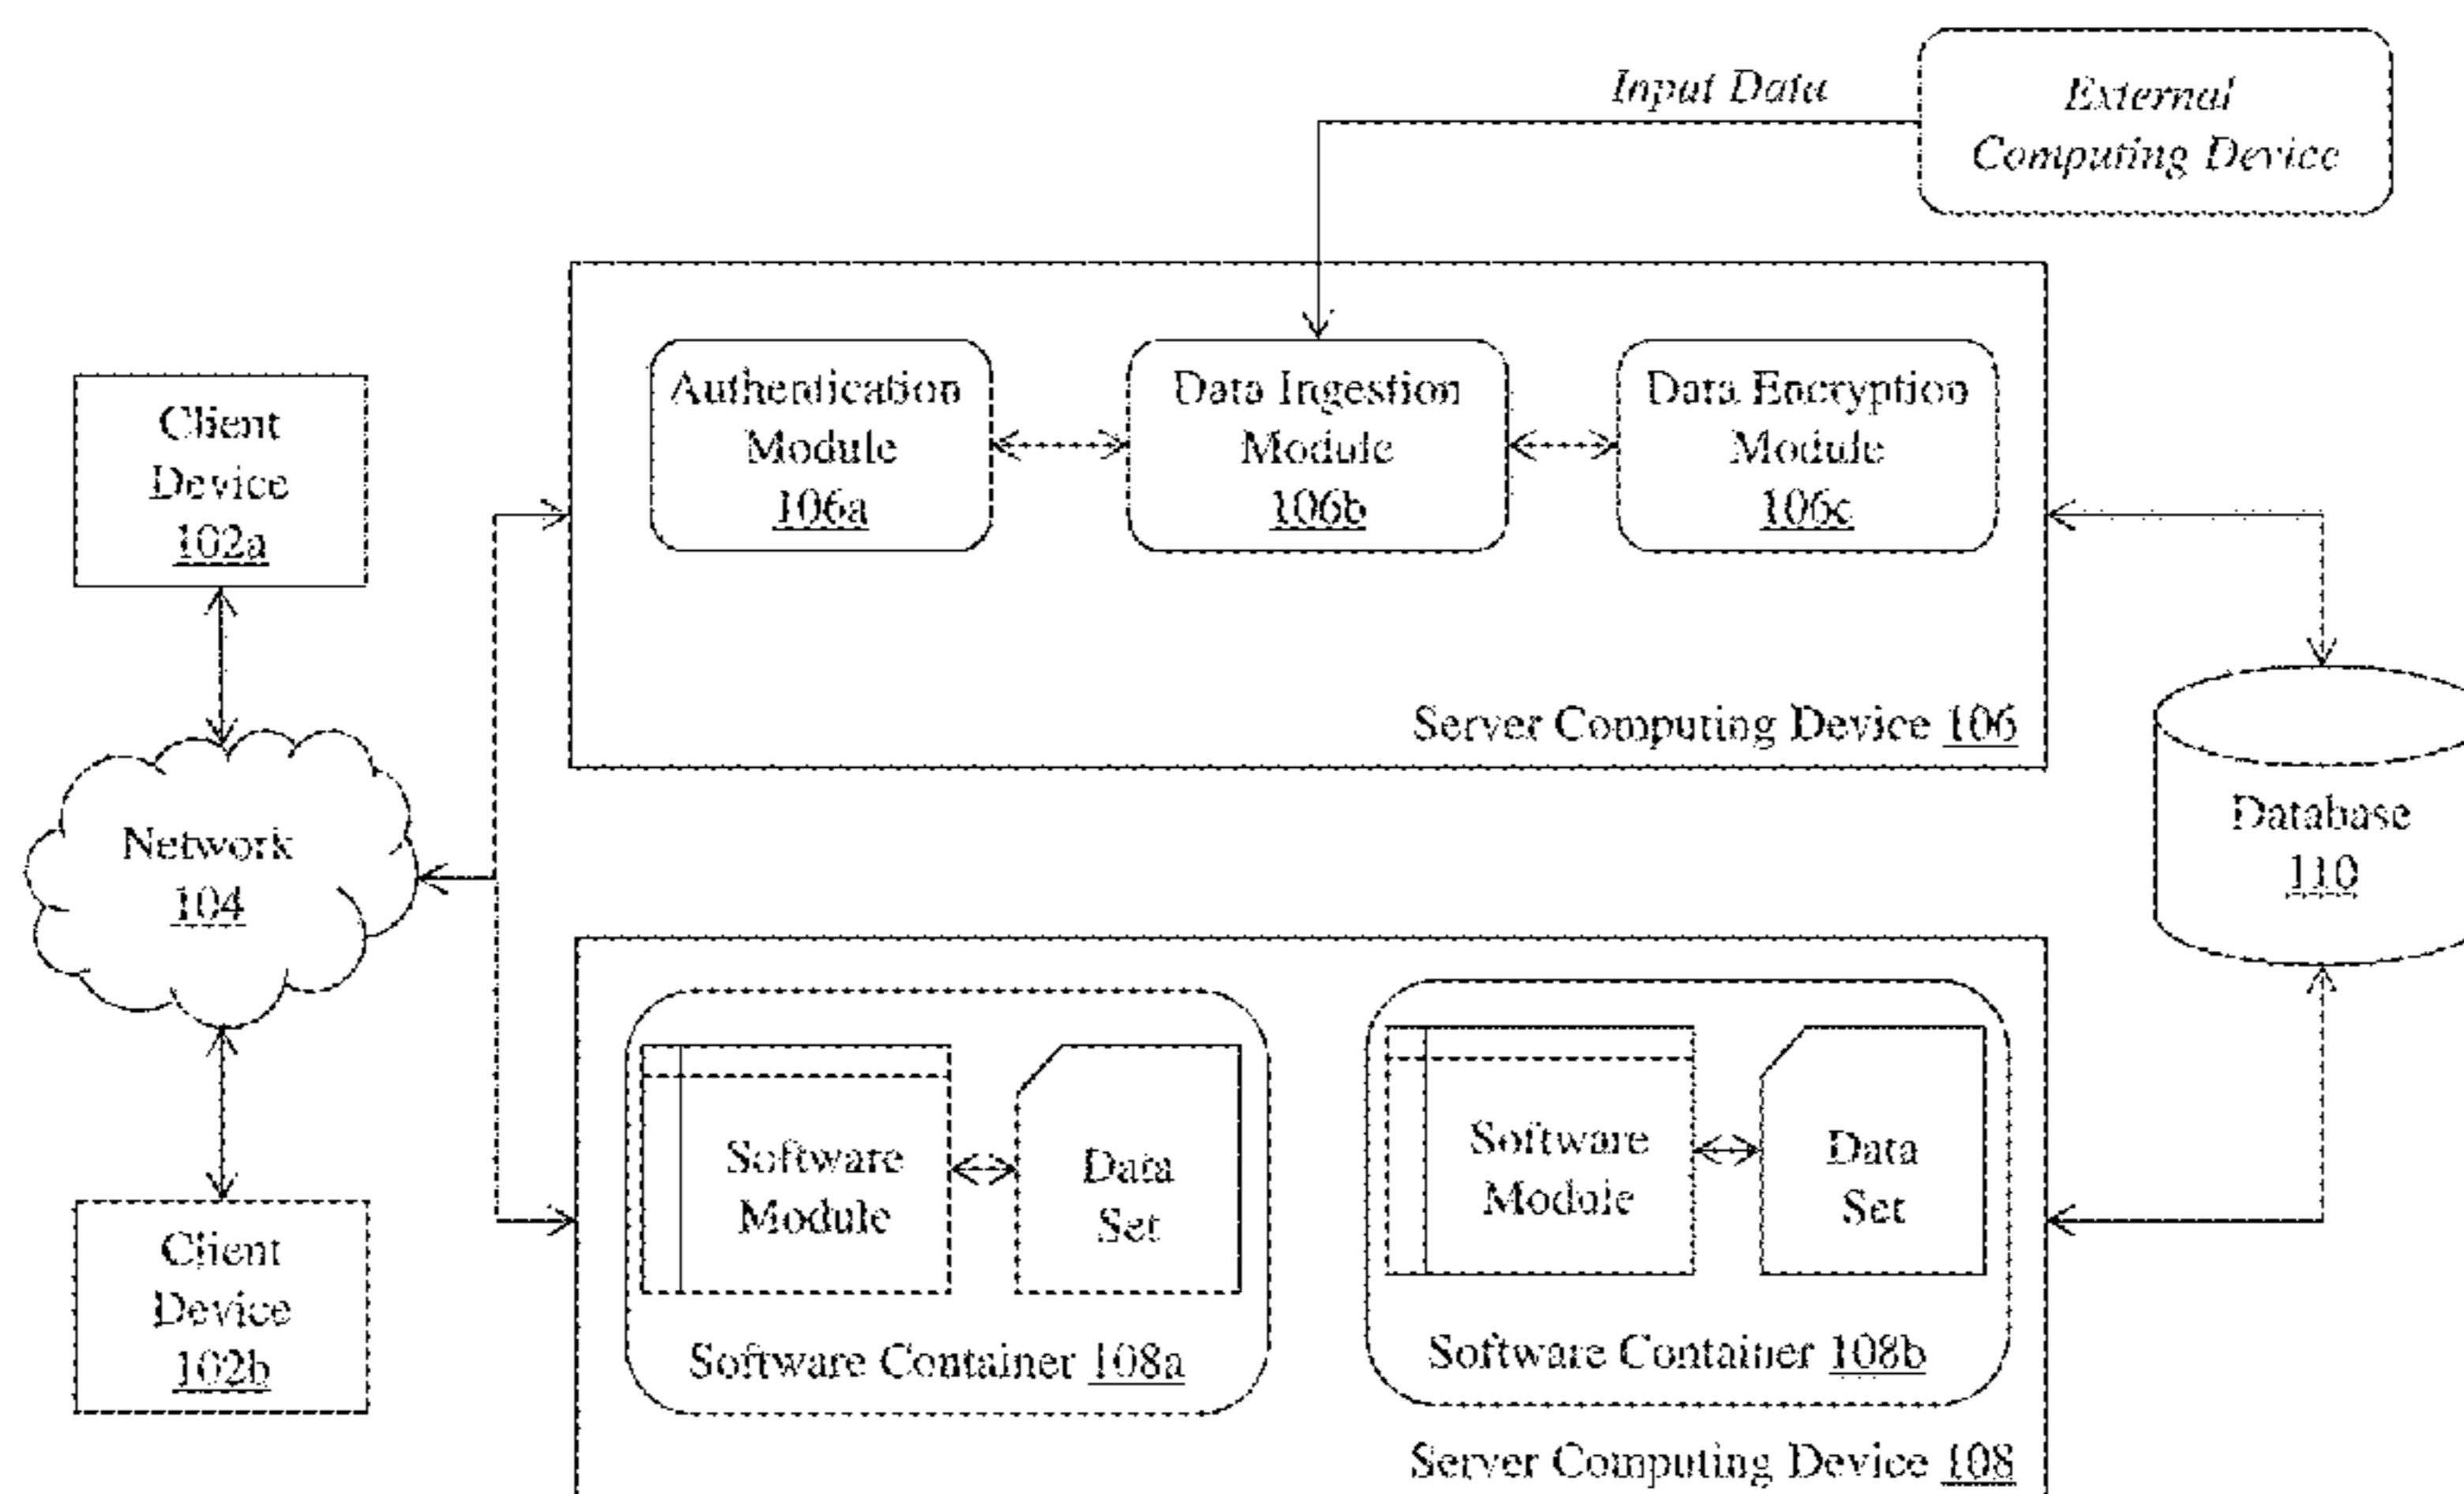 Input Data
External
Computing Device
Client
Device
102a
Authentication
Module
106a
Data Ingestion
Module
106b
Data Encryption
Module
106c
Server Computing Device 106
Network
104
Database
110
Client
Device
102b
Software
Module
Data
Set
Software Container 108a
Software
Module
Data
Set
Software Container 108b
Server Computing Device 108